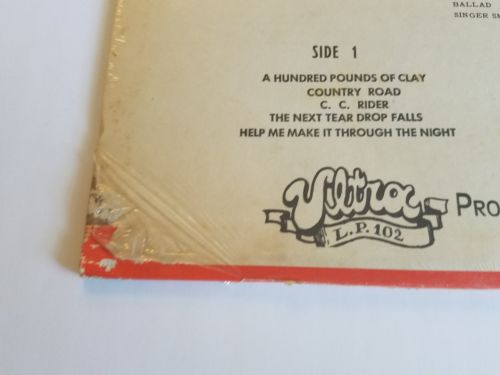 BALLAD
SIDE 1
A HUNDRED POUNDS OF CLAY
COUNTRY ROAD
C. C. RIDER
THE NEXT TEAR DROP FALLS
HELP ME MAKE IT THROUGH THE NIGHT
Ultra
L.P. 102
SINGER